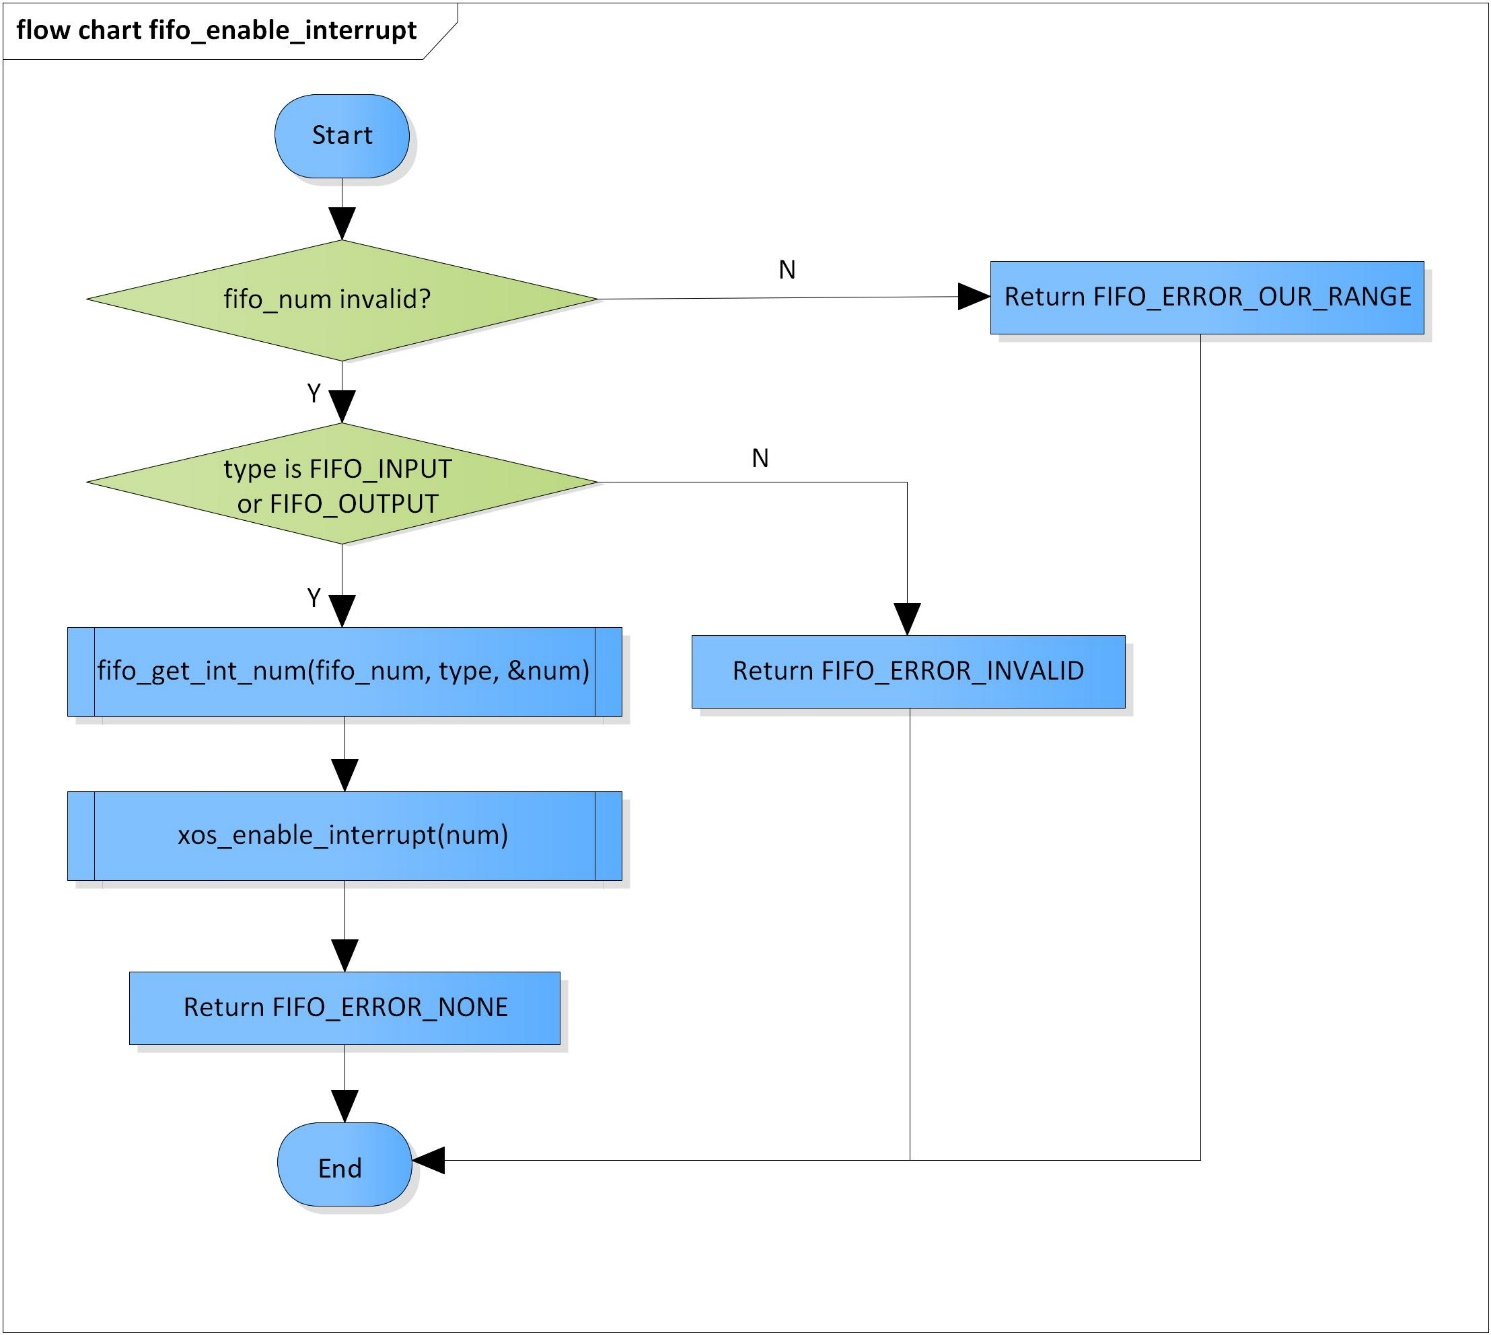 flow chart fifo_enable_interrupt
Start
fifo_num invalid?
N
Return FIFO_ERROR_OUR_RANGE
Y
type is FIFO_INPUT
or FIFO_OUTPUT
N
Y
fifo_get_int_num(fifo_num, type, &num)
Return FIFO_ERROR_INVALID
xos_enable_interrupt(num)
Return FIFO_ERROR_NONE
End